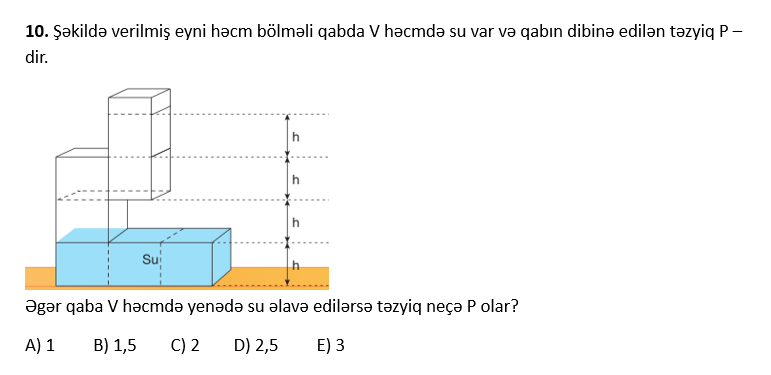 10. Şəkildə verilmiş eyni həcm bölməli qabda V həcmdə su var və qabın dibinə edilən təzyiq P –
dir.
h
h
h
Su
h
Əgər qaba V həcmdə yenədə su əlavə edilərsə təzyiq neçə P olar?
A) 1 B) 1,5 C) 2 D) 2,5 E) 3